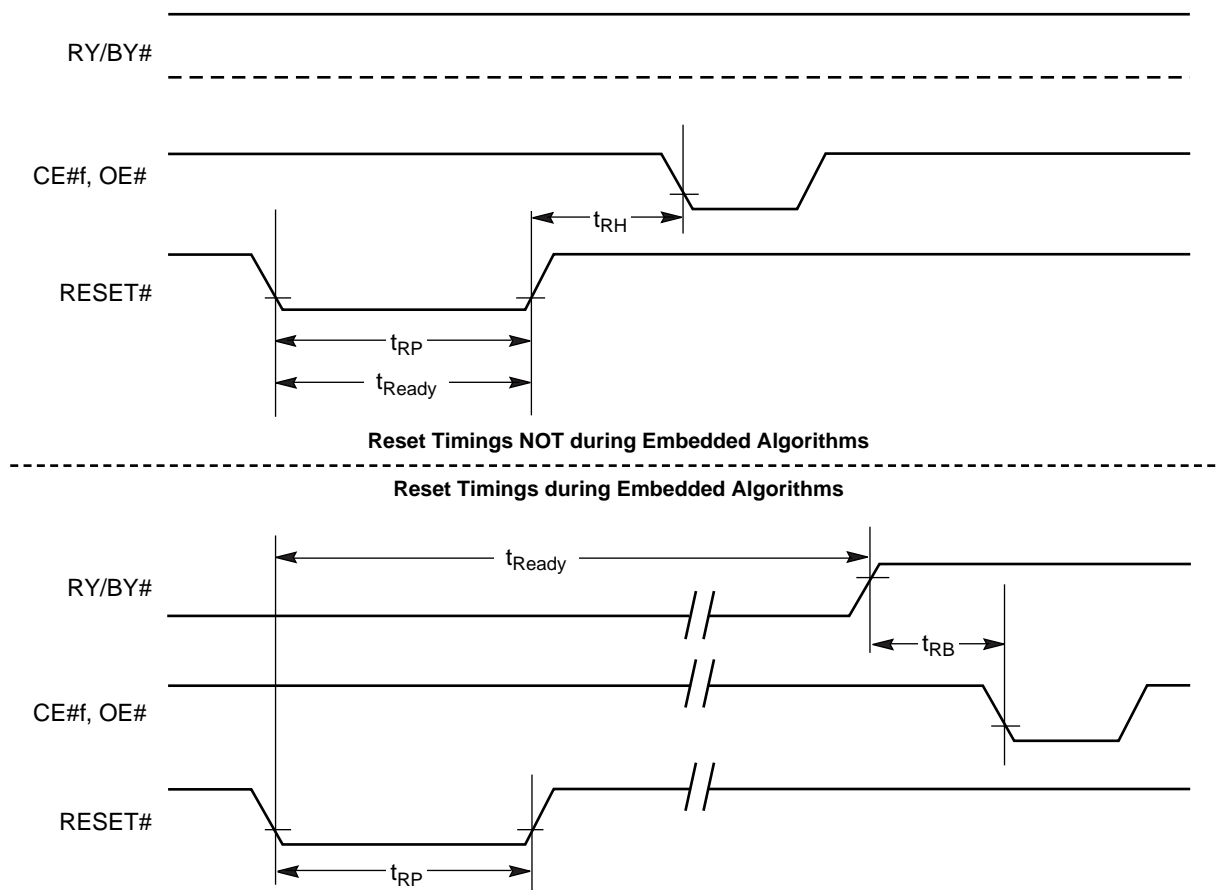 RY/BY#
CE#f, OE#
tRH
RESET#
tRP
tReady
Reset Timings NOT during Embedded Algorithms
Reset Timings during Embedded Algorithms
tReady
RY/BY#
tRB
CE#f, OE#
RESET#
tRP